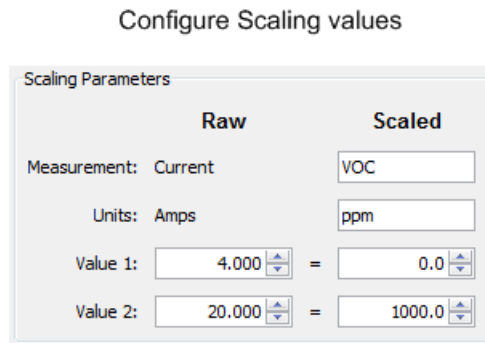 Configure Scaling values
Scaling Parameters
Raw Scaled
Measurement: Current VOC
Units: Amps ppm
Value 1: 4.000 = 0.0
Value 2: 20.000 = 1000.0